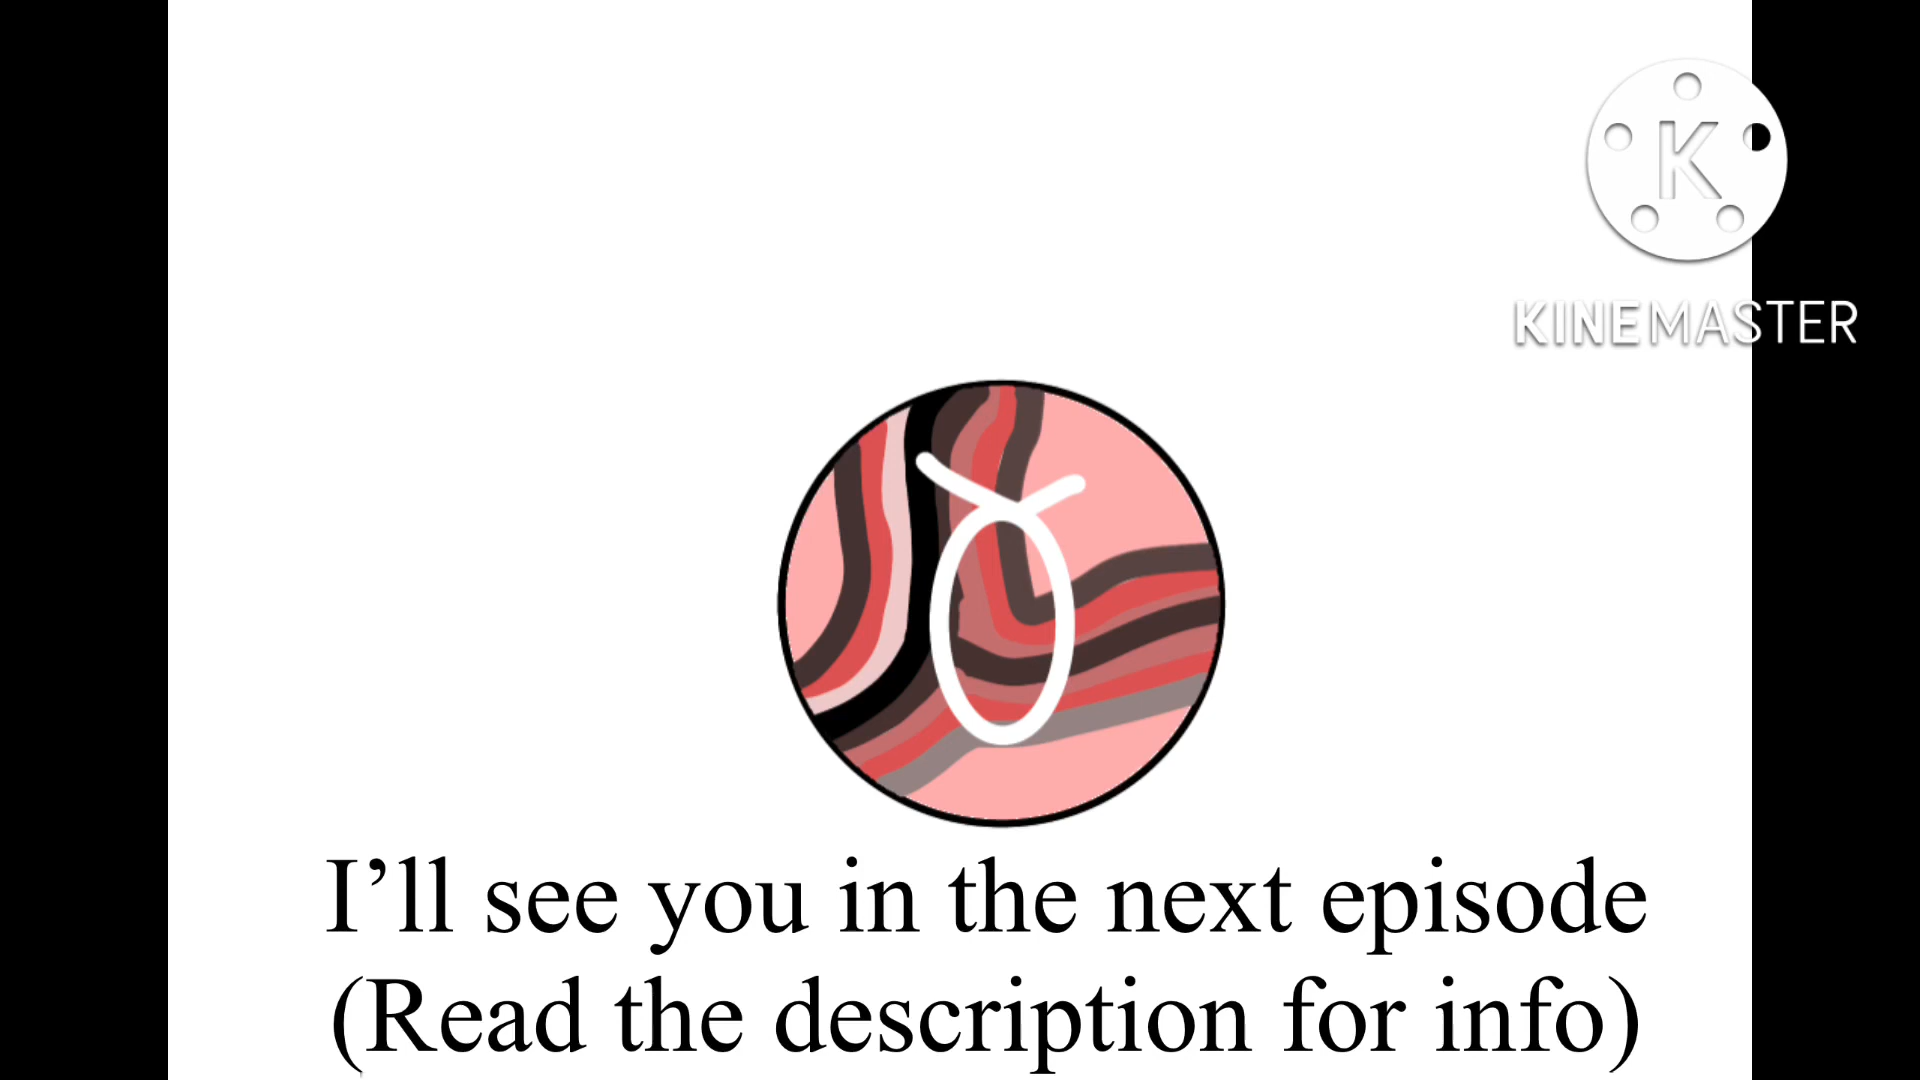 K
KINEMASTER
I’ll see you in the next episode
(Read the description for info)